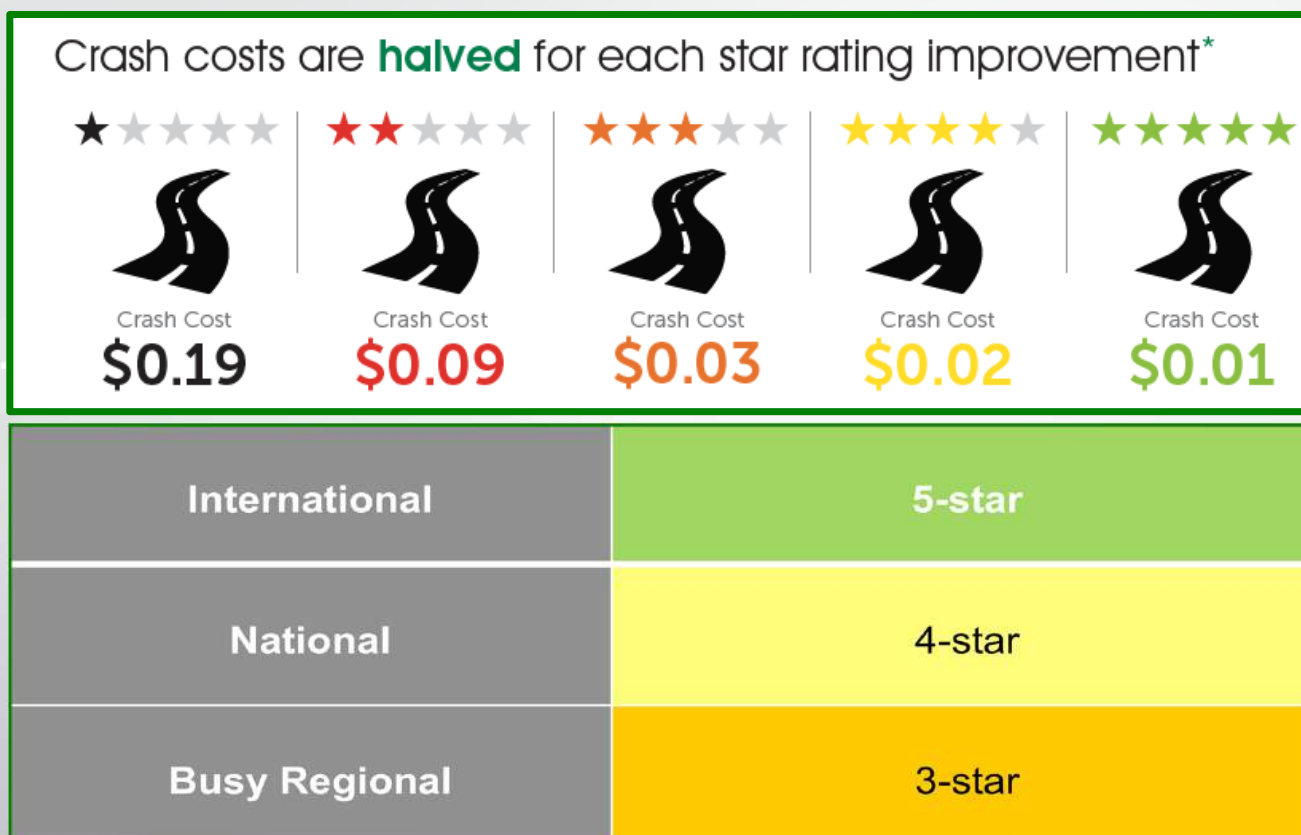 Crash costs are halved for each star rating improvement*
Crash Cost Crash Cost Crash Cost Crash Cost Crash Cost
$0.19 $0.09 $0.03 $0.02 $0.01
International 5-star
National 4-star
Busy Regional 3-star